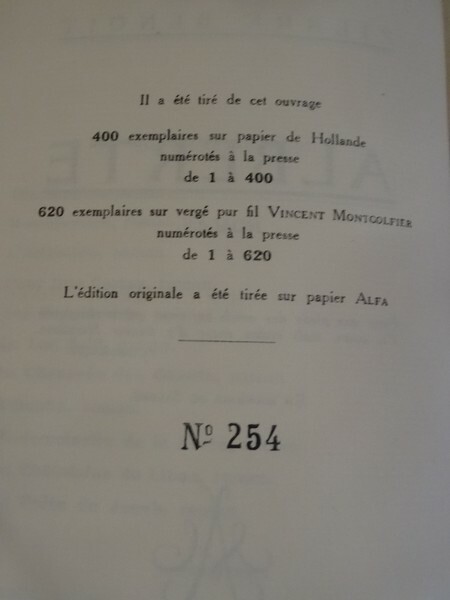 Il a été tiré de cet ouvrage
400 exemplaires sur papier de Hollande
numérotés à la presse
de 1 à 400
620 exemplaires sur vergé pur fil VINCENT MONTGOLFIER
numérotés à la presse
de 1 à 620
L'édition originale a été tirée sur papier ALFA
Nº 254